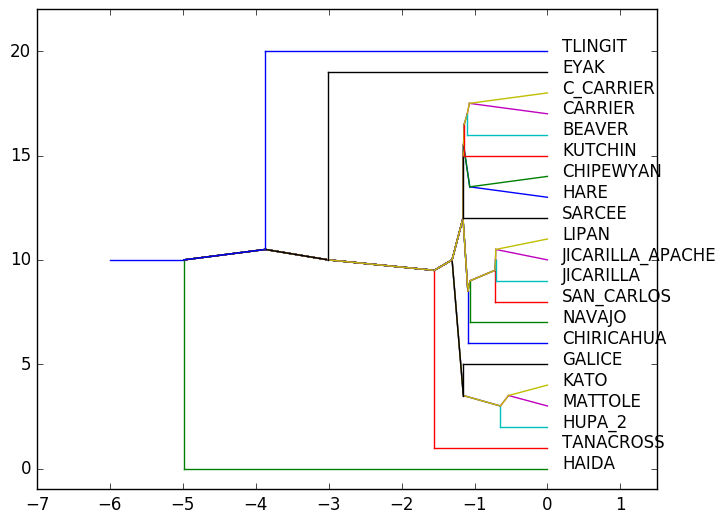 20
TLINGIT
EYAK
C_CARRIER
CARRIER
BEAVER
15
KUTCHIN
CHIPEWYAN
HARE
SARCEE
LIPAN
10
JICARILLA_APACHE
JICARILLA
SAN_CARLOS
NAVAJO
CHIRICAHUA
5
GALICE
KATO
MATTOLE
HUPA_2
TANACROSS
0
HAIDA
−7 −6 −5 −4 −3 −2 −1 0 1